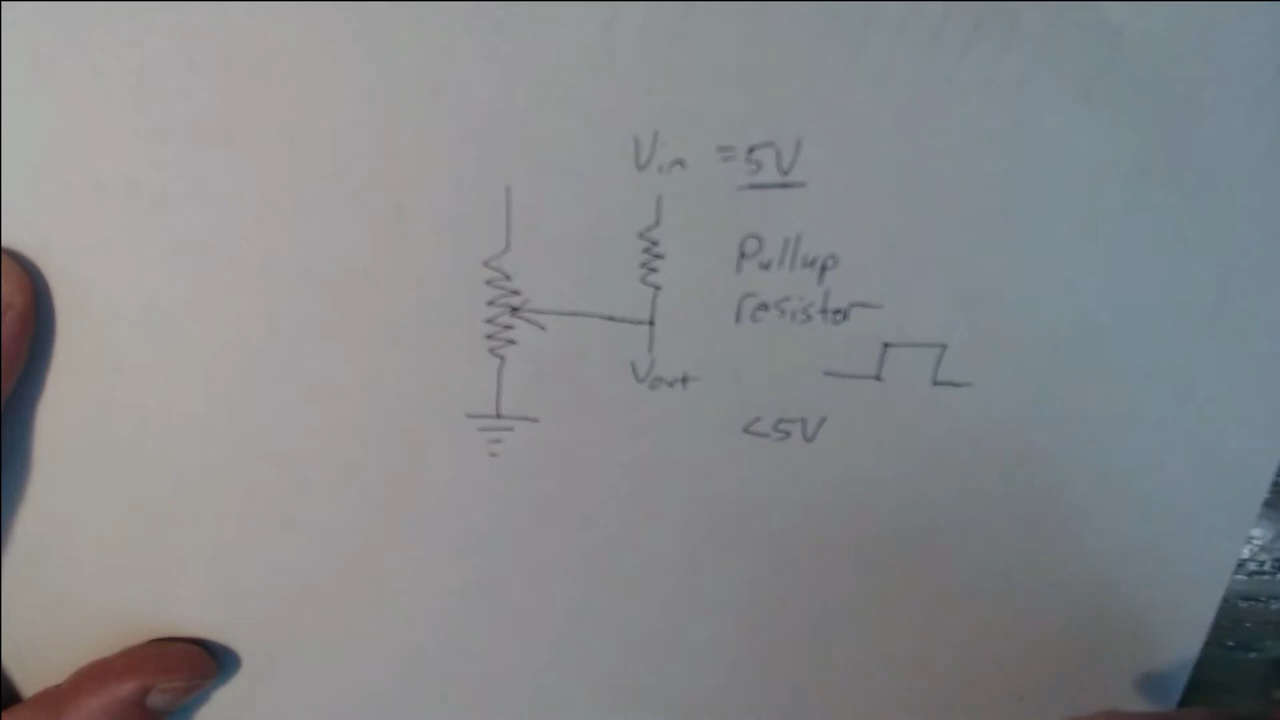 Vin = 5V
Pullup
resistor
Vout
<5V